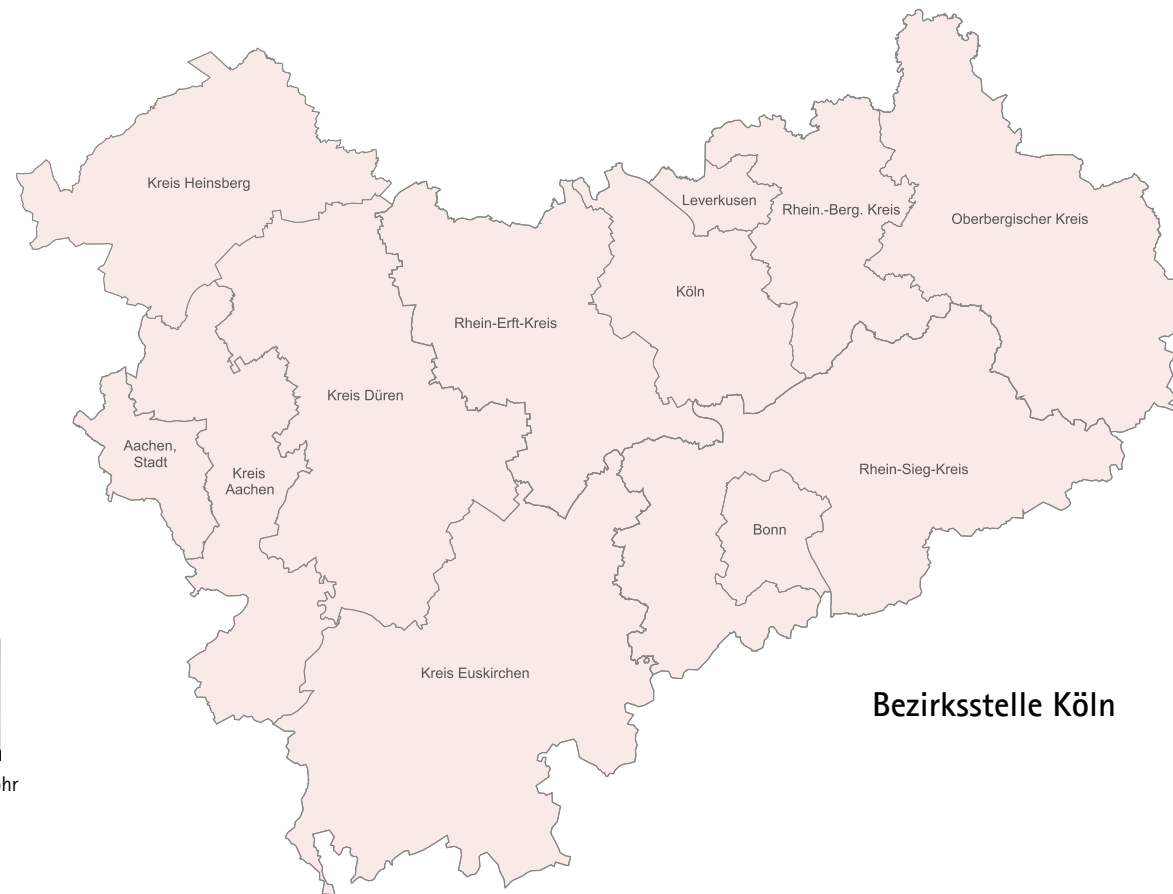 Kreis Heinsberg
Leverkusen
Rhein.-Berg. Kreis
Oberbergischer Kreis
Köln
Rhein-Erft-Kreis
Kreis Düren
Aachen,
Stadt
Kreis
Aachen
Rhein-Sieg-Kreis
Bonn
Kreis Euskirchen
Bezirksstelle Köln